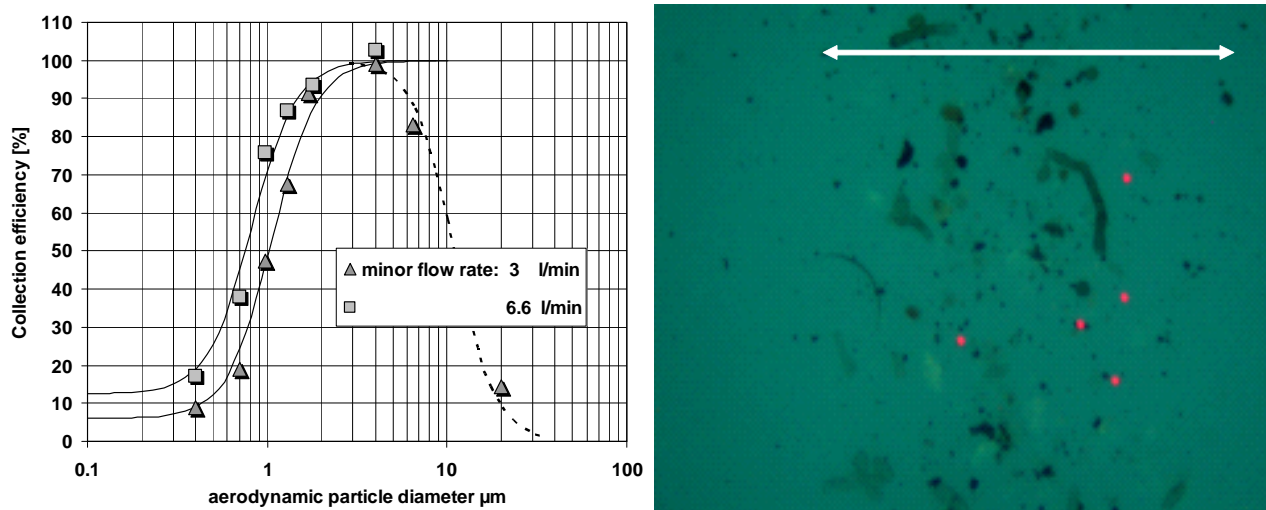 110
100
90
80
70
60
50
40
30
20
10
0
Collection efficiency [%]
minor flow rate: 3 l/min
6.6 l/min
0.1 1 10 100
aerodynamic particle diameter µm